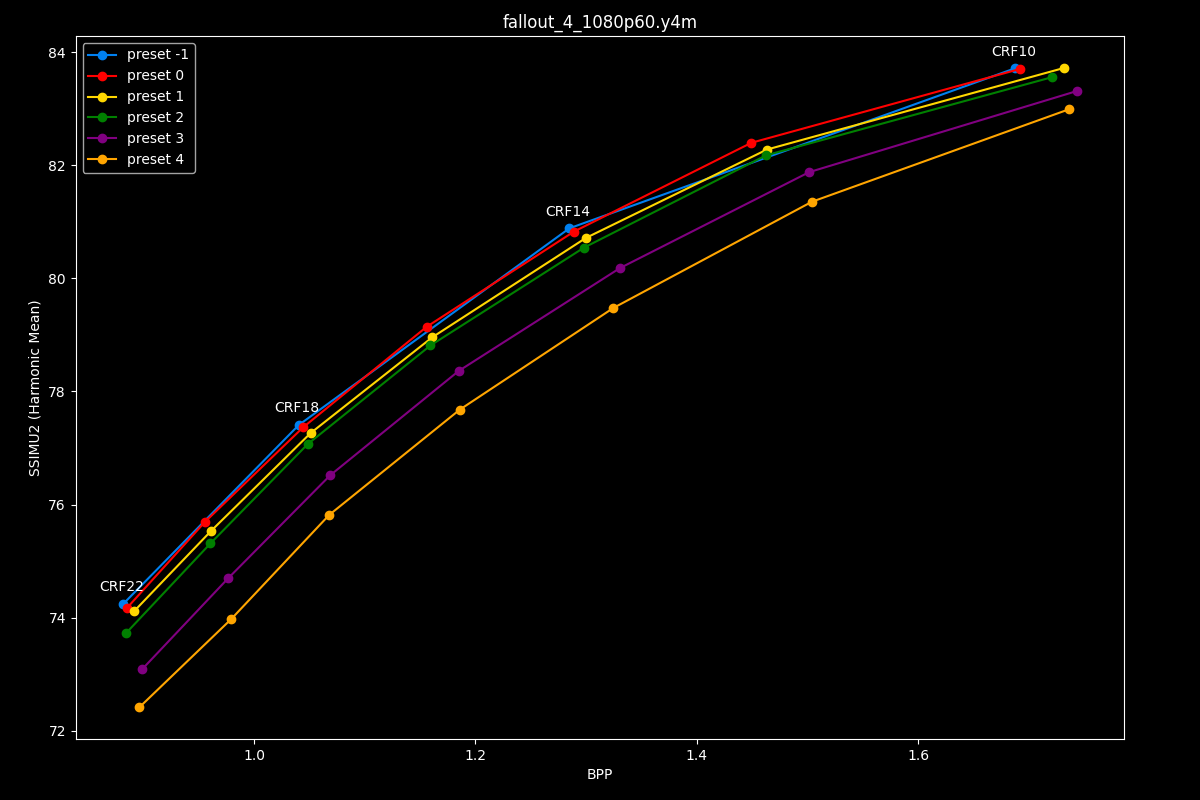 fallout_4_1080p60.y4m
preset -1
preset 0
preset 1
preset 2
preset 3
preset 4
CRF10
CRF14
CRF18
CRF22
SSIMU2 (Harmonic Mean)
84
82
80
78
76
74
72
1.0 1.2 1.4 1.6
BPP